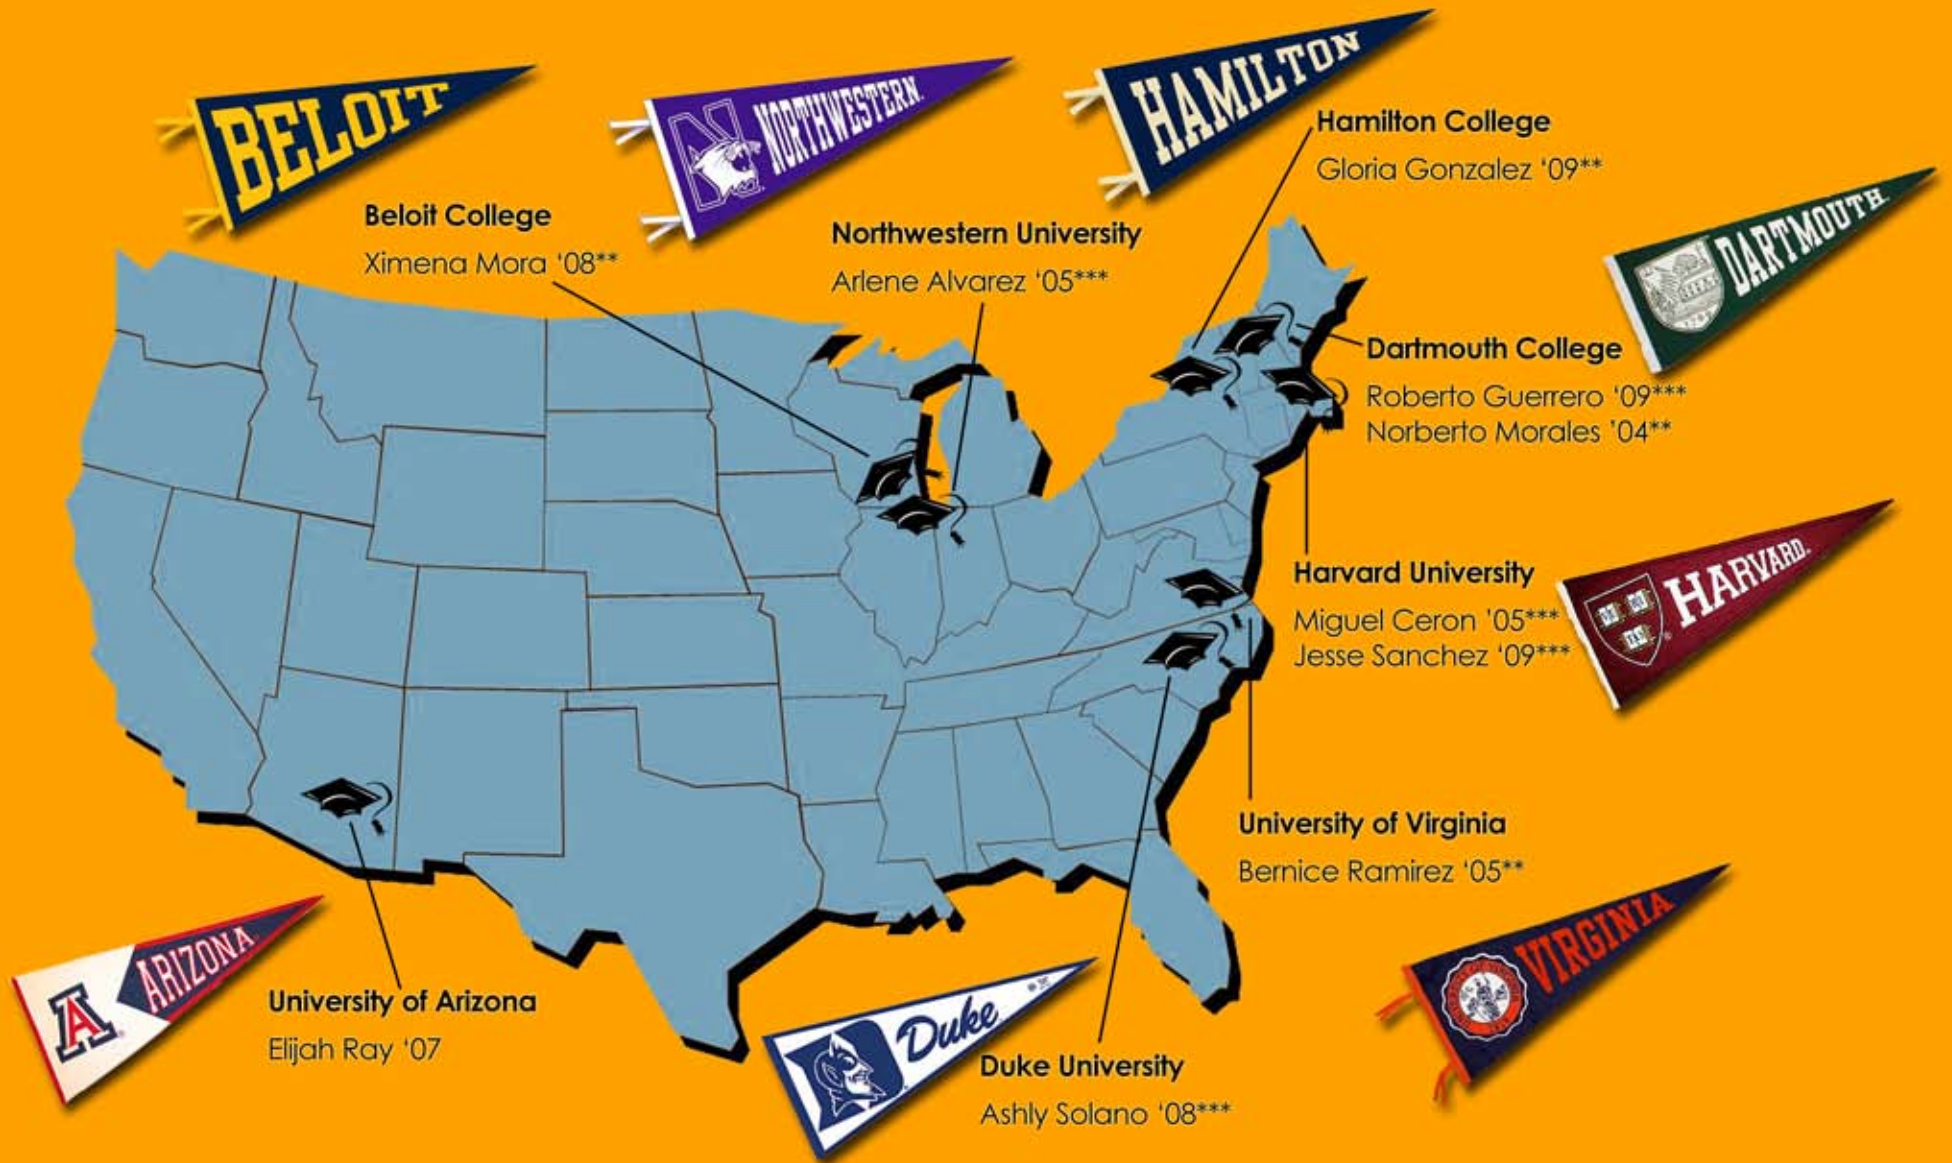 BELOIT
NORTHWESTERN
HAMILTON
Hamilton College
Gloria Gonzalez ‘09**
DARTMOUTH
Beloit College
Ximena Mora ‘08**
Northwestern University
Arlene Alvarez ‘05***
Dartmouth College
Roberto Guerrero ‘09***
Norberto Morales ’04**
HARVARD
Harvard University
Miguel Ceron ’05***
Jesse Sanchez ‘09***
University of Virginia
Bernice Ramirez ‘05**
VIRGINIA
A ARIZONA
University of Arizona
Elijah Ray ‘07
Duke
Duke University
Ashly Solano ‘08***